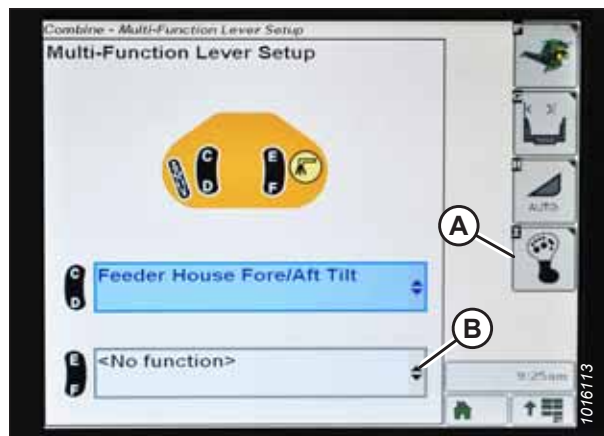 Combine - Multi-Function Lever Setup
Multi-Function Lever Setup
C
D
E
F
AUTO
A
C
D
Feeder House Fore/Aft Tilt
B
E
F
<No function>
9:25am
1016113